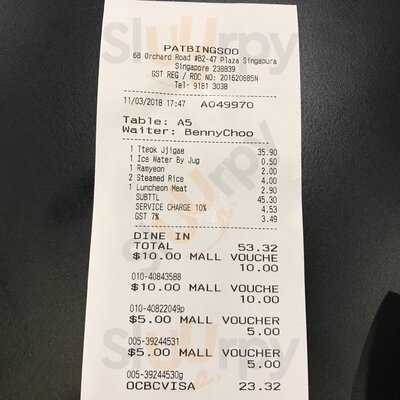 PATBINGSOO
68 Orchard Road #B2-47 Plaza Singapura
Singapore 238839
GST REG / ROC NO: 201620685N
Tel: 9181 3038
11/03/2018 17:47 A049970
Table: A5
Waiter: BennyChoo
1 Tteok Jjigae 35.90
1 Ice Water By Jug 0.50
1 Ramyeon 2.00
2 Steamed Rice 4.00
1 Luncheon Meat 2.90
SUBTTL 45.30
SERVICE CHARGE 10% 4.53
GST 7% 3.49
DINE IN
TOTAL 53.32
$10.00 MALL VOUCHE
10.00
010-40843588
$10.00 MALL VOUCHE
10.00
010-40822049p
$5.00 MALL VOUCHER
5.00
005-39244531
$5.00 MALL VOUCHER
5.00
005-39244530g
OCBCVISA 23.32
Slurrpy
Slurrpy
Slurrpy